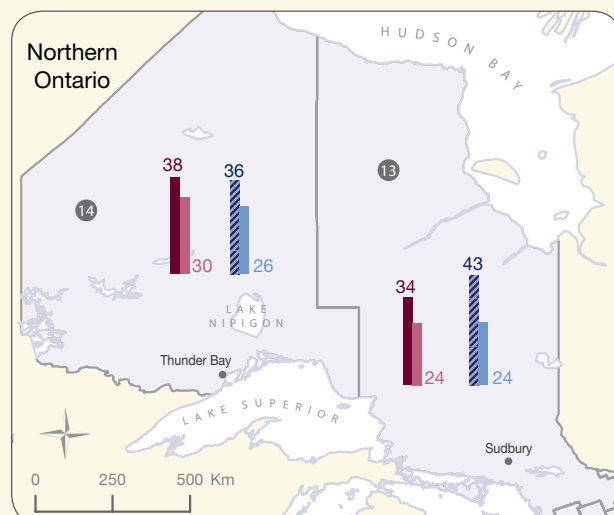 Northern
Ontario
HUDSON BAY
13
14
38
36
30
26
43
34
24
24
LAKE
NIPIGON
Thunder Bay
LAKE SUPERIOR
Sudbury
0 250 500 Km